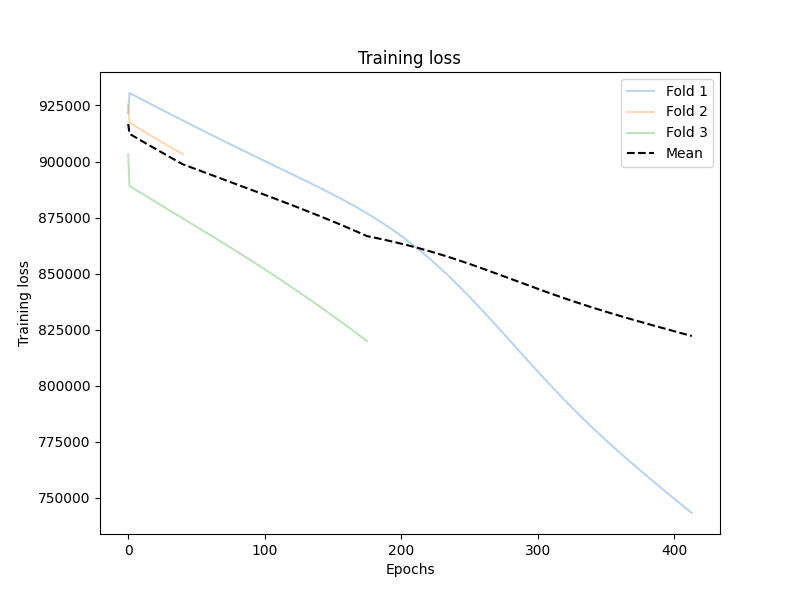 Training loss
Fold 1
Fold 2
Fold 3
Mean
925000
900000
875000
850000
825000
800000
775000
750000
Training loss
0 100 200 300 400
Epochs